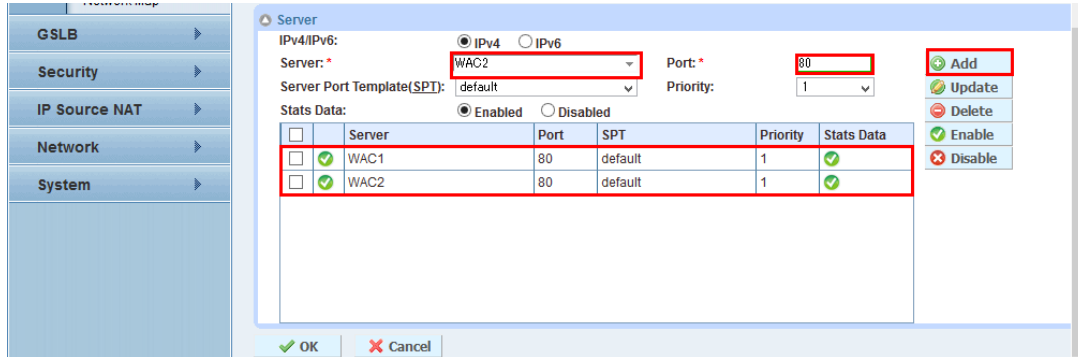 GSLB
Security
IP Source NAT
Network
System
Server
IPv4/IPv6: IPv4 IPv6
Server: * WAC2 Port: * 80 Add
Server Port Template(SPT): default Priority: 1 Update
Stats Data: Enabled Disabled Delete
Server Port SPT Priority Stats Data Enable
WAC1 80 default 1 Disable
WAC2 80 default 1
OK Cancel